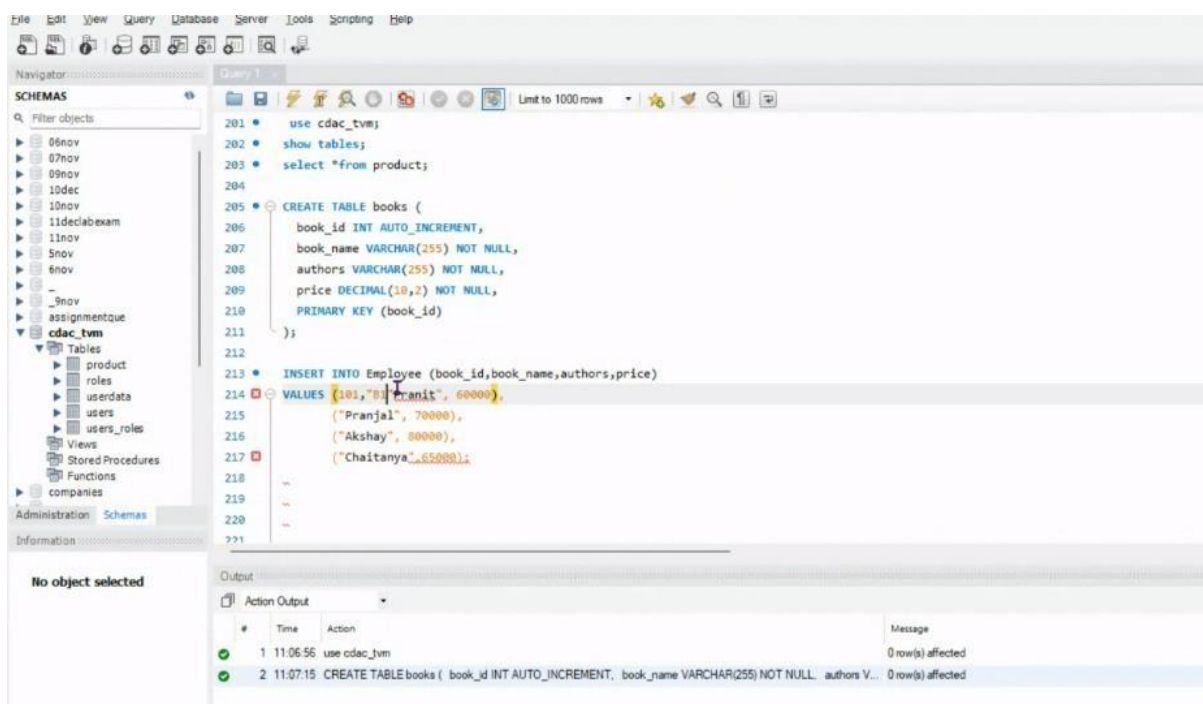 File Edit View Query Database Server Tools Scripting Help
Navigator
Query 1
SCHEMAS
Limit to 1000 rows
Filter objects
06nov
07nov
09nov
10dec
10nov
11declabexam
11nov
5nov
6nov
_
_9nov
assignmentque
cdac_tvm
Tables
product
roles
userdata
users
users_roles
Views
Stored Procedures
Functions
companies
Administration Schemas
Information
No object selected
201 use cdac_tvm;
202 show tables;
203 select *from product;
204
205 CREATE TABLE books (
206 book_id INT AUTO_INCREMENT,
207 book_name VARCHAR(255) NOT NULL,
208 authors VARCHAR(255) NOT NULL,
209 price DECIMAL(10,2) NOT NULL,
210 PRIMARY KEY (book_id)
211 );
212
213 INSERT INTO Employee (book_id,book_name,authors,price)
214 VALUES (101,"B1"Pranit", 60000),
215 ("Pranjal", 70000),
216 ("Akshay", 80000),
217 ("Chaitanya",65000);
218
219
220
221
Output
Action Output
# Time Action Message
1 11:06:56 use cdac_tvm 0 row(s) affected
2 11:07:15 CREATE TABLE books ( book_id INT AUTO_INCREMENT, book_name VARCHAR(255) NOT NULL, authors V... 0 row(s) affected